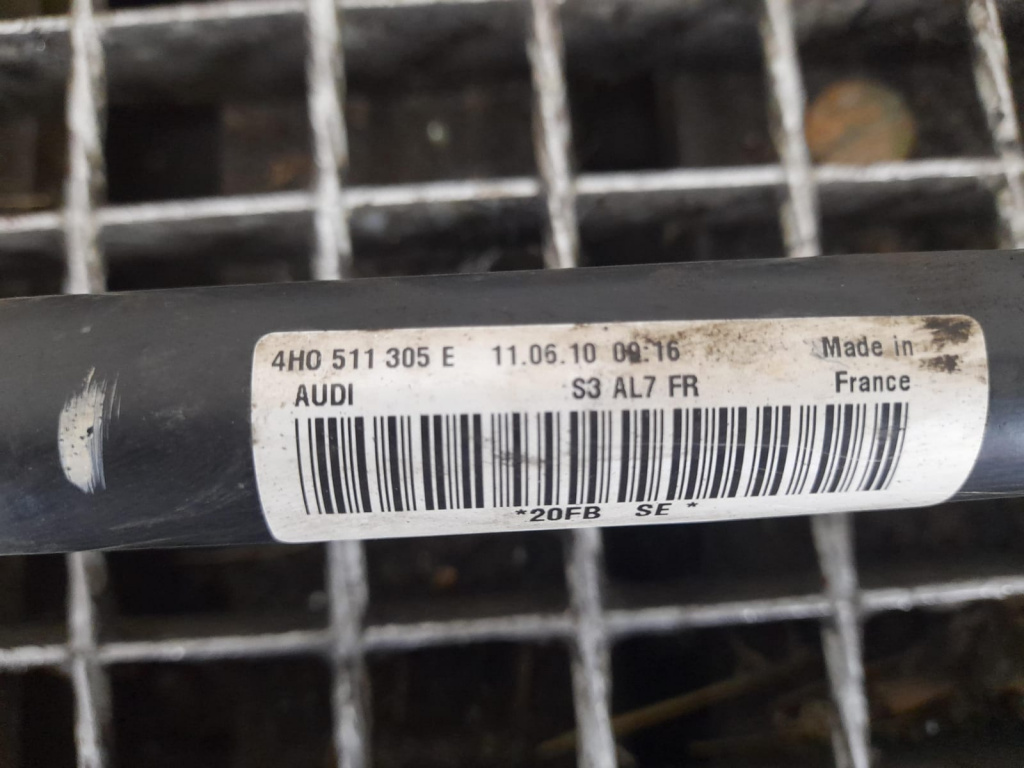 4H0 511 305 E 11.06.10 09:16 Made in
AUDI S3 AL7 FR France
*20FB SE *